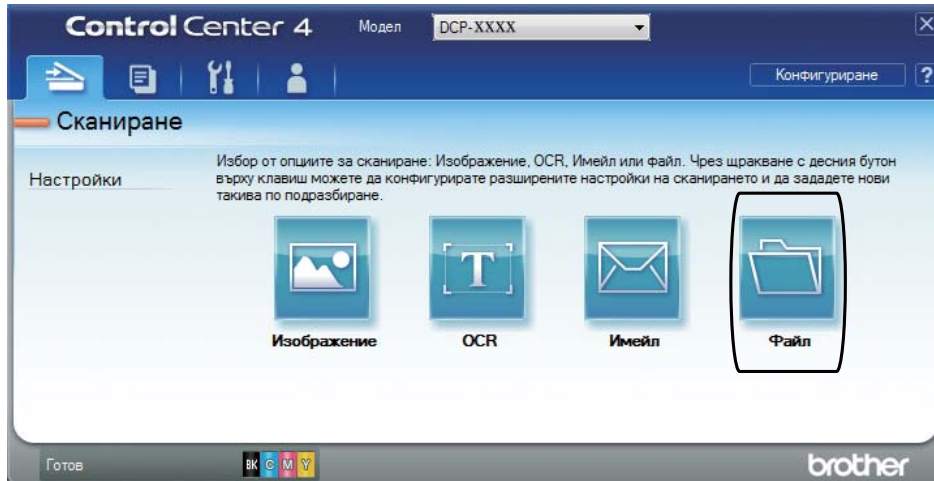 Control Center 4 Модел DCP-XXXX
Конфигуриране ?
Сканиране
Настройки
Избор от опциите за сканиране: Изображение, OCR, Имейл или файл. Чрез щракване с десния бутон
върху клавиш можете да конфигурирате разширените настройки на сканирането и да зададете нови
такива по подразбиране.
T
Изображение OCR Имейл Файл
Готов BK C M Y brother